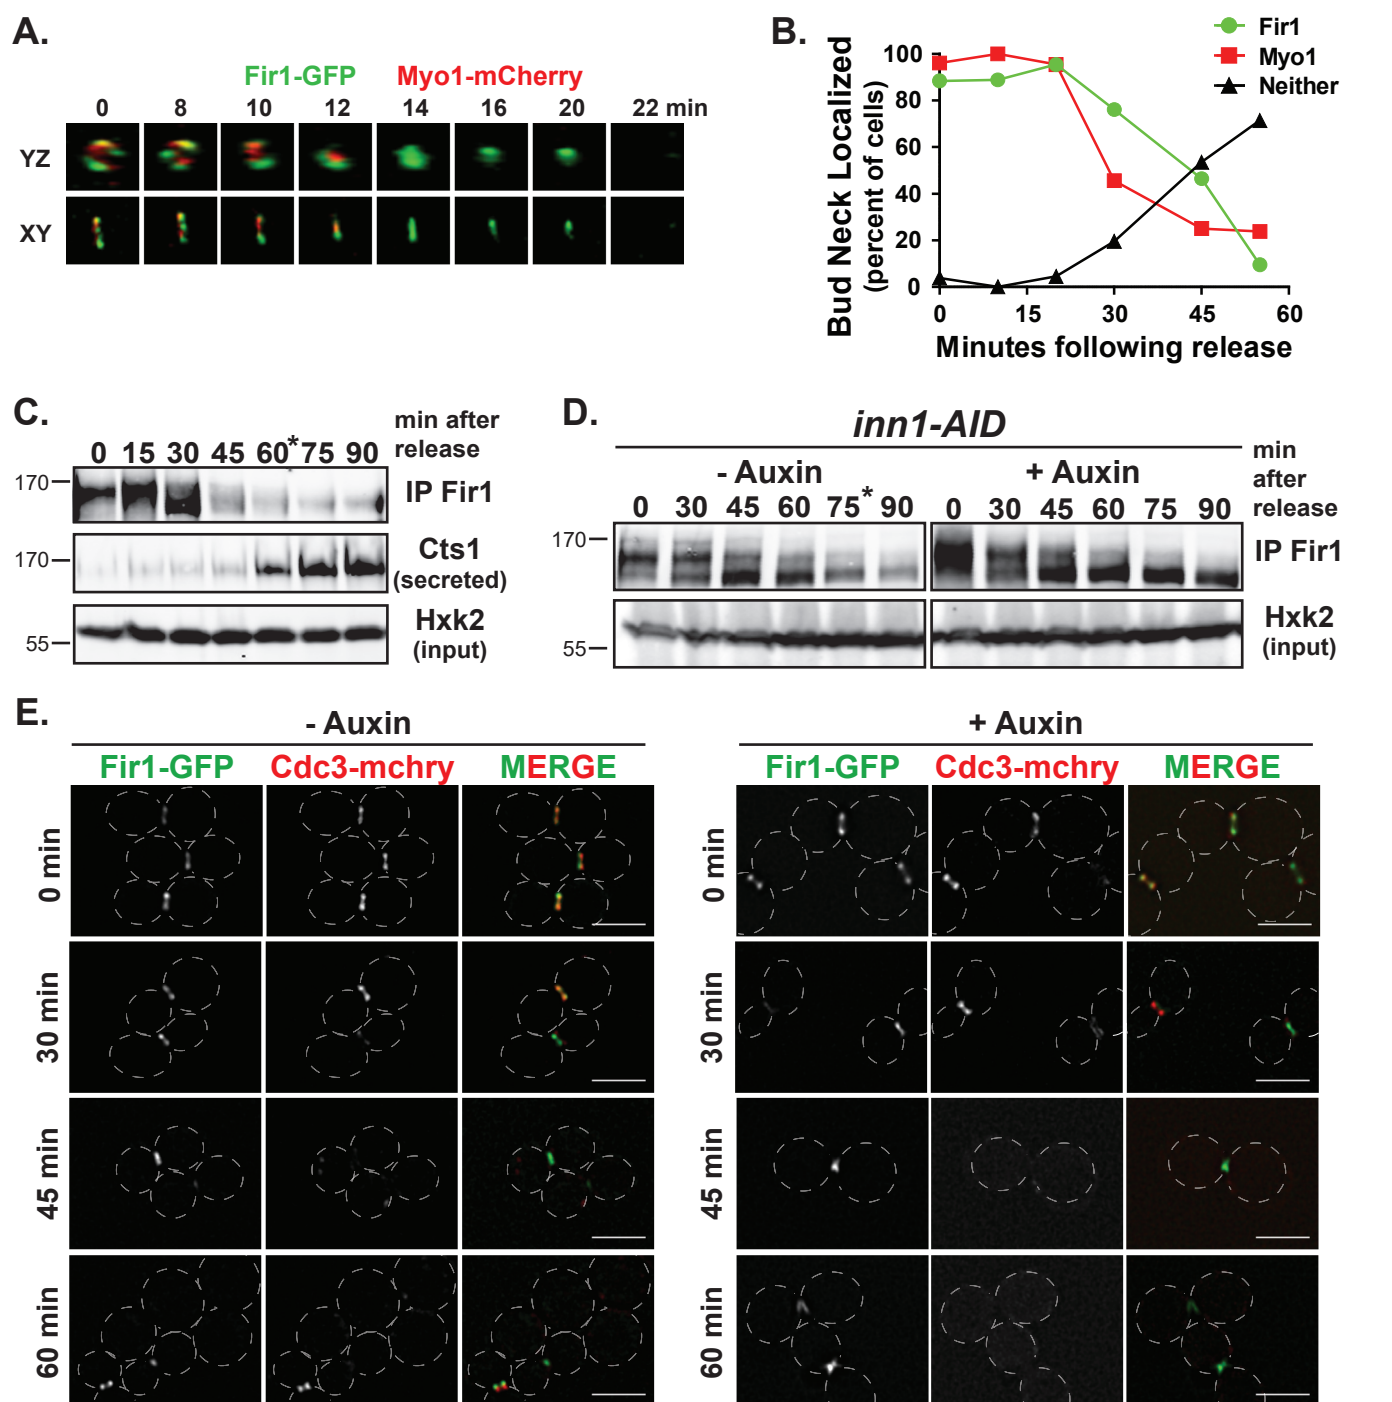 A.
Fir1-GFP Myo1-mCherry
0 8 10 12 14 16 20 22 min
YZ
XY
B.
Bud Neck Localized
(percent of cells)
100
80
60
40
20
0
0 15 30 45 60
Minutes following release
Fir1
Myo1
Neither
C.
min after
release
0 15 30 45 60* 75 90
170
IP Fir1
170
Cts1
(secreted)
55
Hxk2
(input)
D.
inn1-AID
- Auxin + Auxin
min
after
release
0 30 45 60 75* 90 0 30 45 60 75 90
170
IP Fir1
55
Hxk2
(input)
E.
- Auxin
Fir1-GFP Cdc3-mchry MERGE
0 min
30 min
45 min
60 min
+ Auxin
Fir1-GFP Cdc3-mchry MERGE
0 min
30 min
45 min
60 min